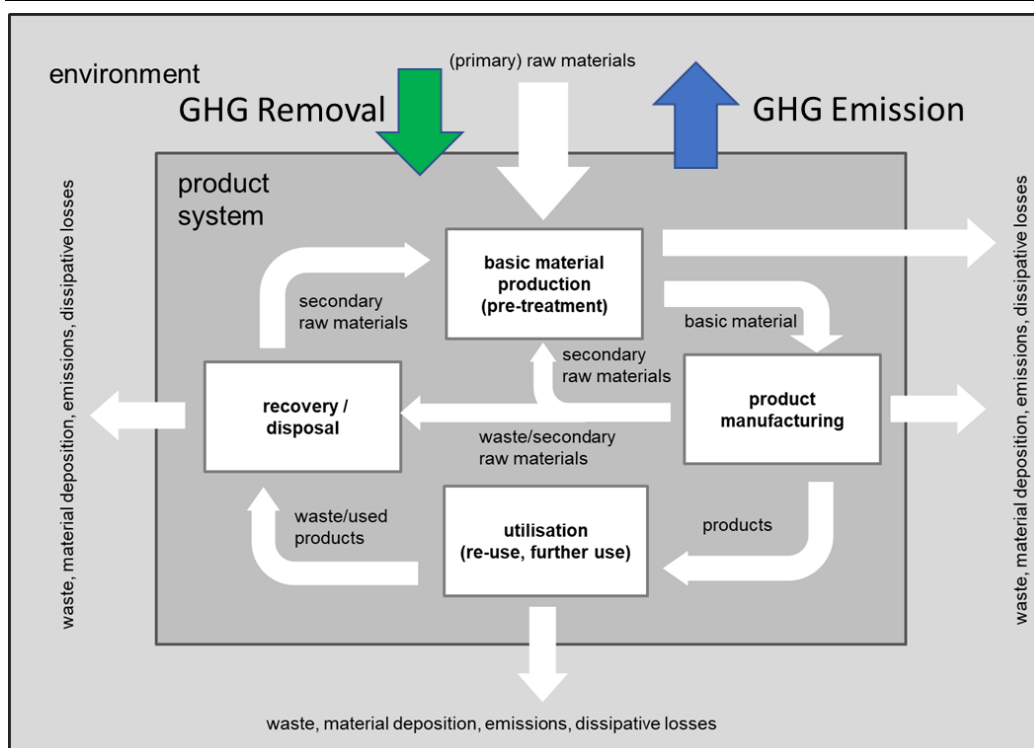 (primary) raw materials
environment
GHG Removal
GHG Emission
product
system
waste, material deposition, emissions, dissipative losses
basic material
production
(pre-treatment)
secondary
raw materials
basic material
secondary
raw materials
recovery /
disposal
product
manufacturing
waste/secondary
raw materials
waste/used
products
utilisation
(re-use, further use)
products
waste, material deposition, emissions, dissipative losses
waste, material deposition, emissions, dissipative losses